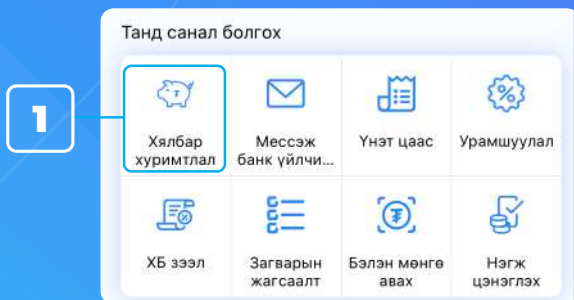 Танд санал болгох
1
Хялбар
хуримтлал
Мессэж
банк үйлчи...
Үнэт цаас
Урамшуулал
ХБ зээл
Загварын
жагсаалт
Бэлэн мөнгө
авах
Нэгж
цэнэглэх